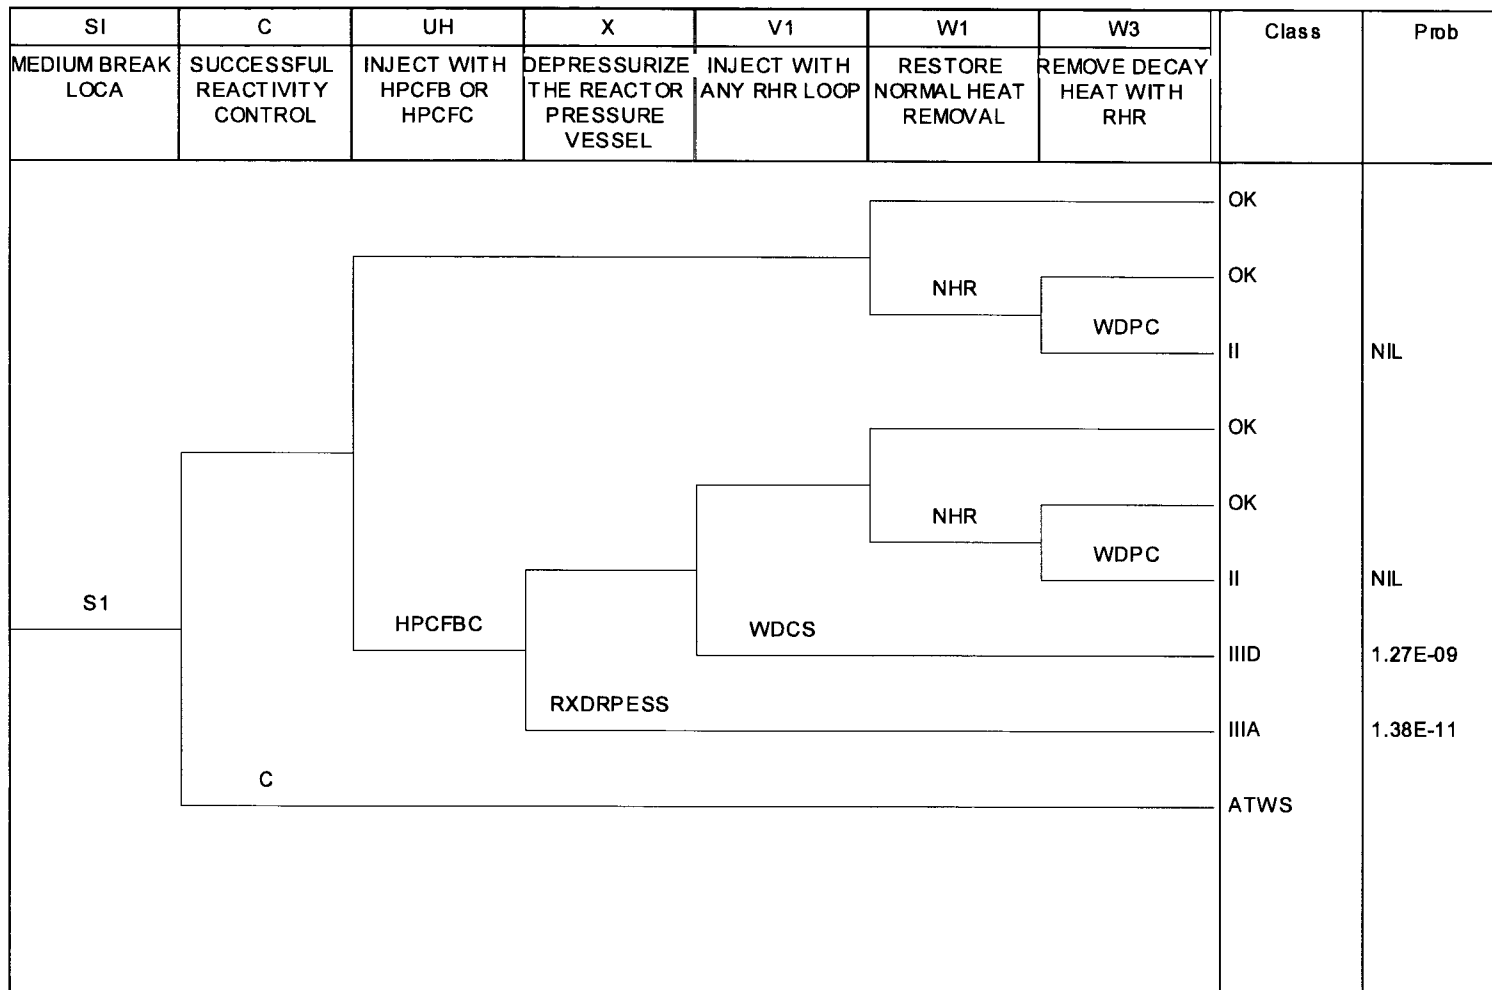 SI C UH X V1 W1 W3 Class Prob
MEDIUM BREAK
LOCA
SUCCESSFUL
REACTIVITY
CONTROL
INJECT WITH
HPCFB OR
HPCFC
DEPRESSURIZE
THE REACTOR
PRESSURE
VESSEL
INJECT WITH
ANY RHR LOOP
RESTORE
NORMAL HEAT
REMOVAL
REMOVE DECAY
HEAT WITH
RHR
OK
OK
NHR
WDPC
II NIL
OK
OK
NHR
WDPC
II NIL
S1
HPCFBC
WDCS
IIID 1.27E-09
RXDRPESS
IIIA 1.38E-11
C
ATWS